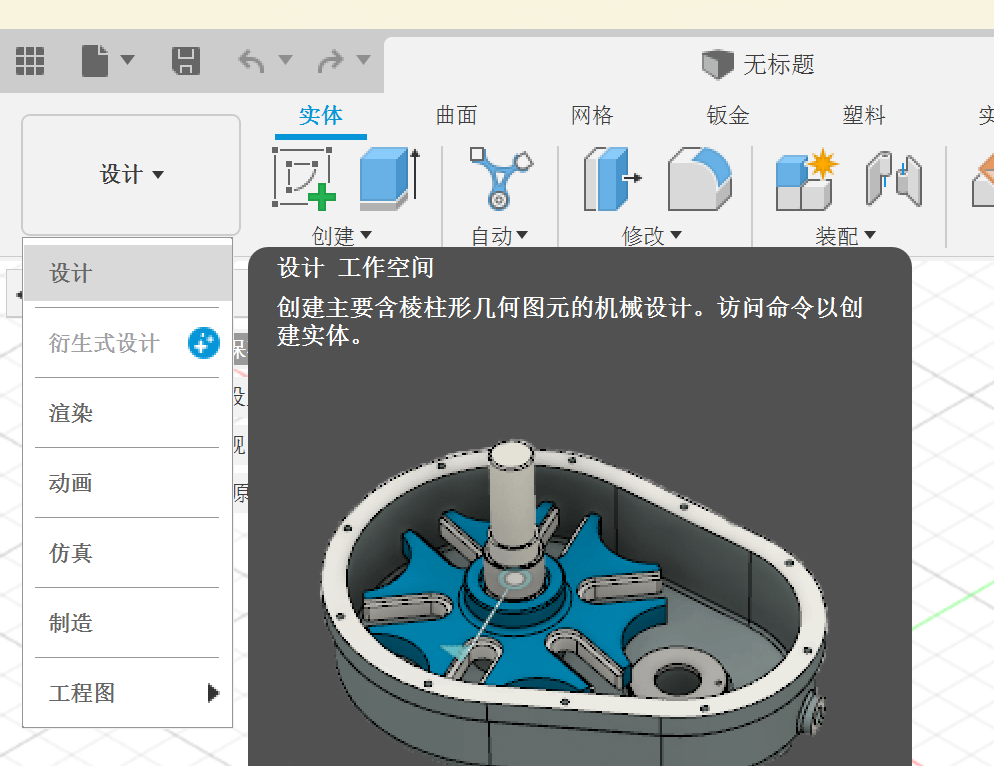 无标题
实体
曲面
网格
钣金
塑料
设计
创建
自动
修改
装配
设计
衍生式设计
渲染
动画
仿真
制造
工程图
设计 工作空间
创建主要含棱柱形几何图元的机械设计。访问命令以创
建实体。